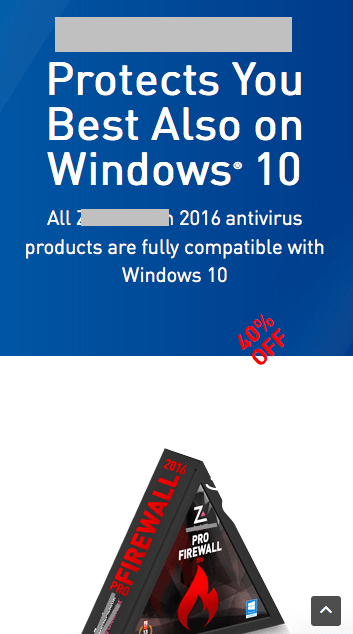 Protects You
Best Also on
Windows® 10
All 2016 antivirus
products are fully compatible with
Windows 10
40%
OFF
2016
FIREWALL
PRO
Z
PRO
FIREWALL